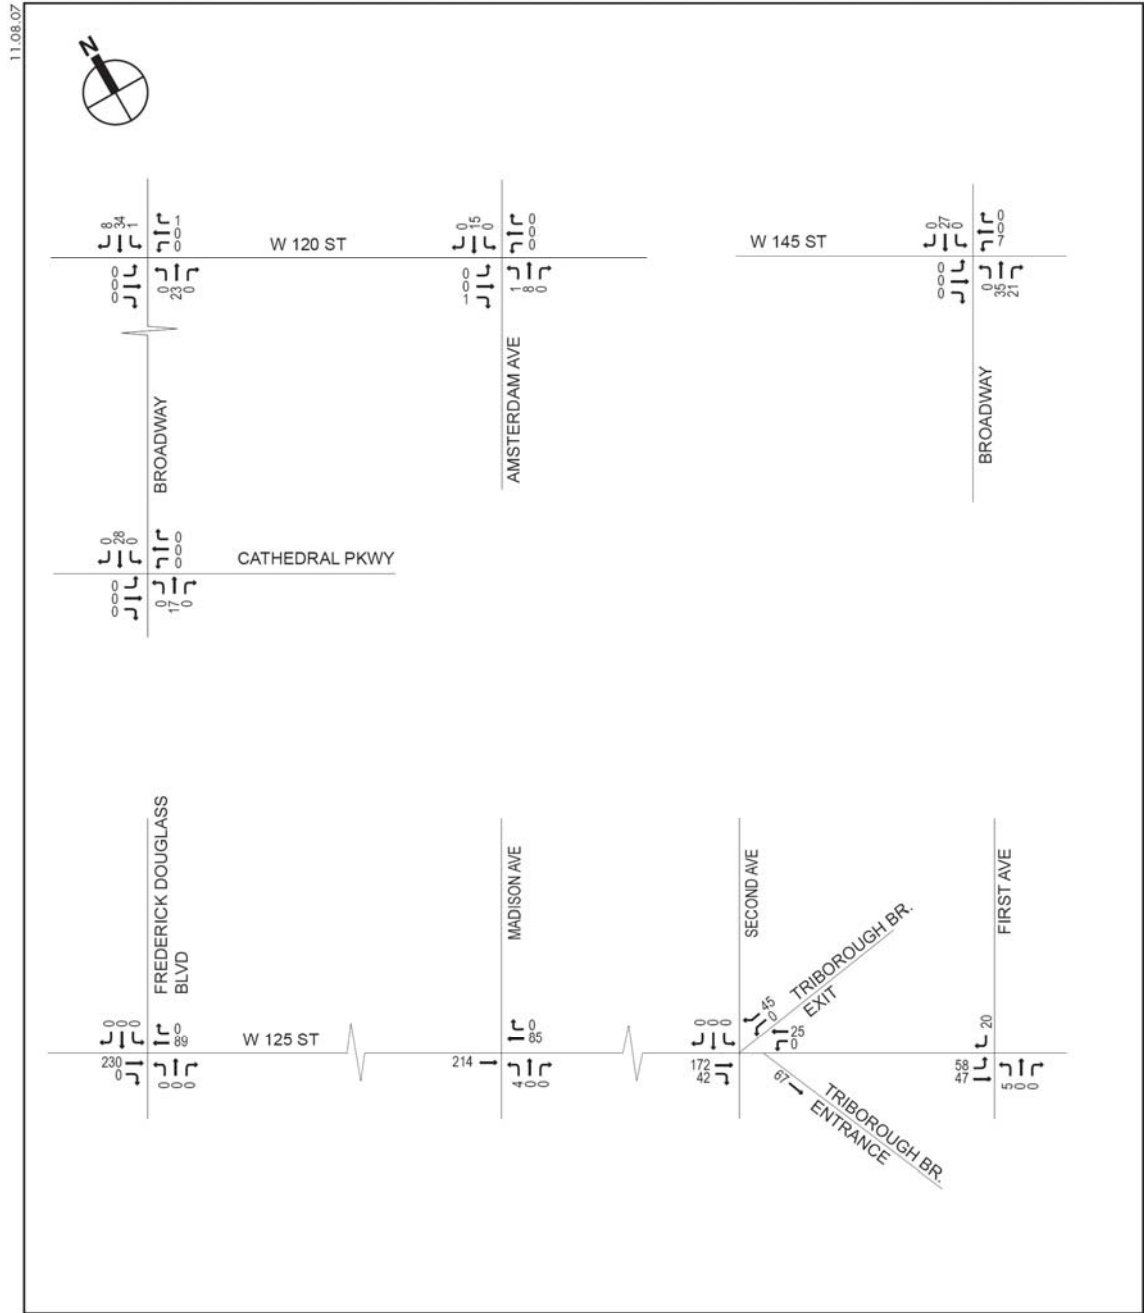 11.08.07
N
8 34 1
1
0
0
W 120 ST
0
0
0
0 23 0
0 15 0
0
0
0
0
0
1
1 8 0
W 145 ST
0 27 0
0
0
7
0
0
0
0 35 21
BROADWAY
AMSTERDAM AVE
BROADWAY
0 28 0
0
0
0
CATHEDRAL PKWY
0
0
0
0 17 0
FREDERICK DOUGLASS
BLVD
MADISON AVE
SECOND AVE
FIRST AVE
TRIBOROUGH BR.
EXIT
0 0 0
0
89
W 125 ST
230
0
0 0 0
0
85
214
4 0 0
0 0 0
45
0
25
0
172
42
67
TRIBOROUGH BR.
ENTRANCE
20
58
47
5 0 0